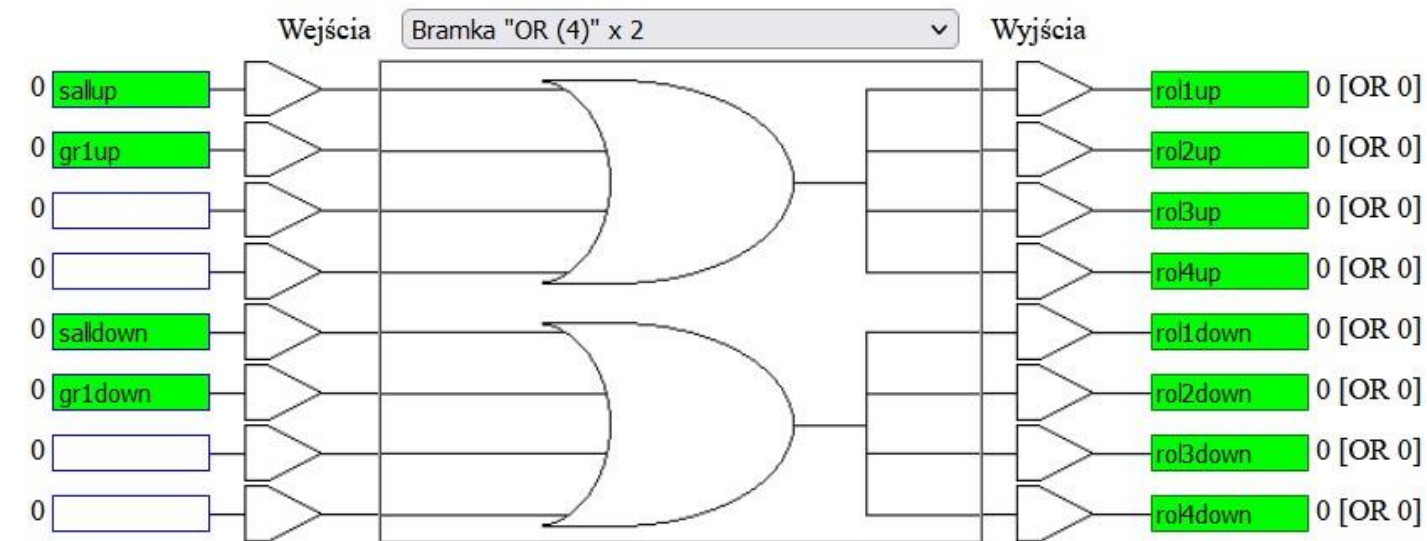 Wejścia Bramka "OR (4)" x 2 Wyjścia
0 sallup rol1up 0 [OR 0]
0 gr1up rol2up 0 [OR 0]
0 rol3up 0 [OR 0]
0 rol4up 0 [OR 0]
0 salldown rol1down 0 [OR 0]
0 gr1down rol2down 0 [OR 0]
0 rol3down 0 [OR 0]
0 rol4down 0 [OR 0]